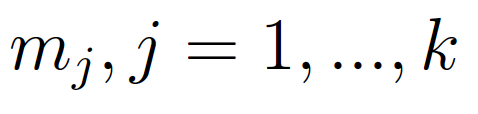 m_j, j = 1, ..., k